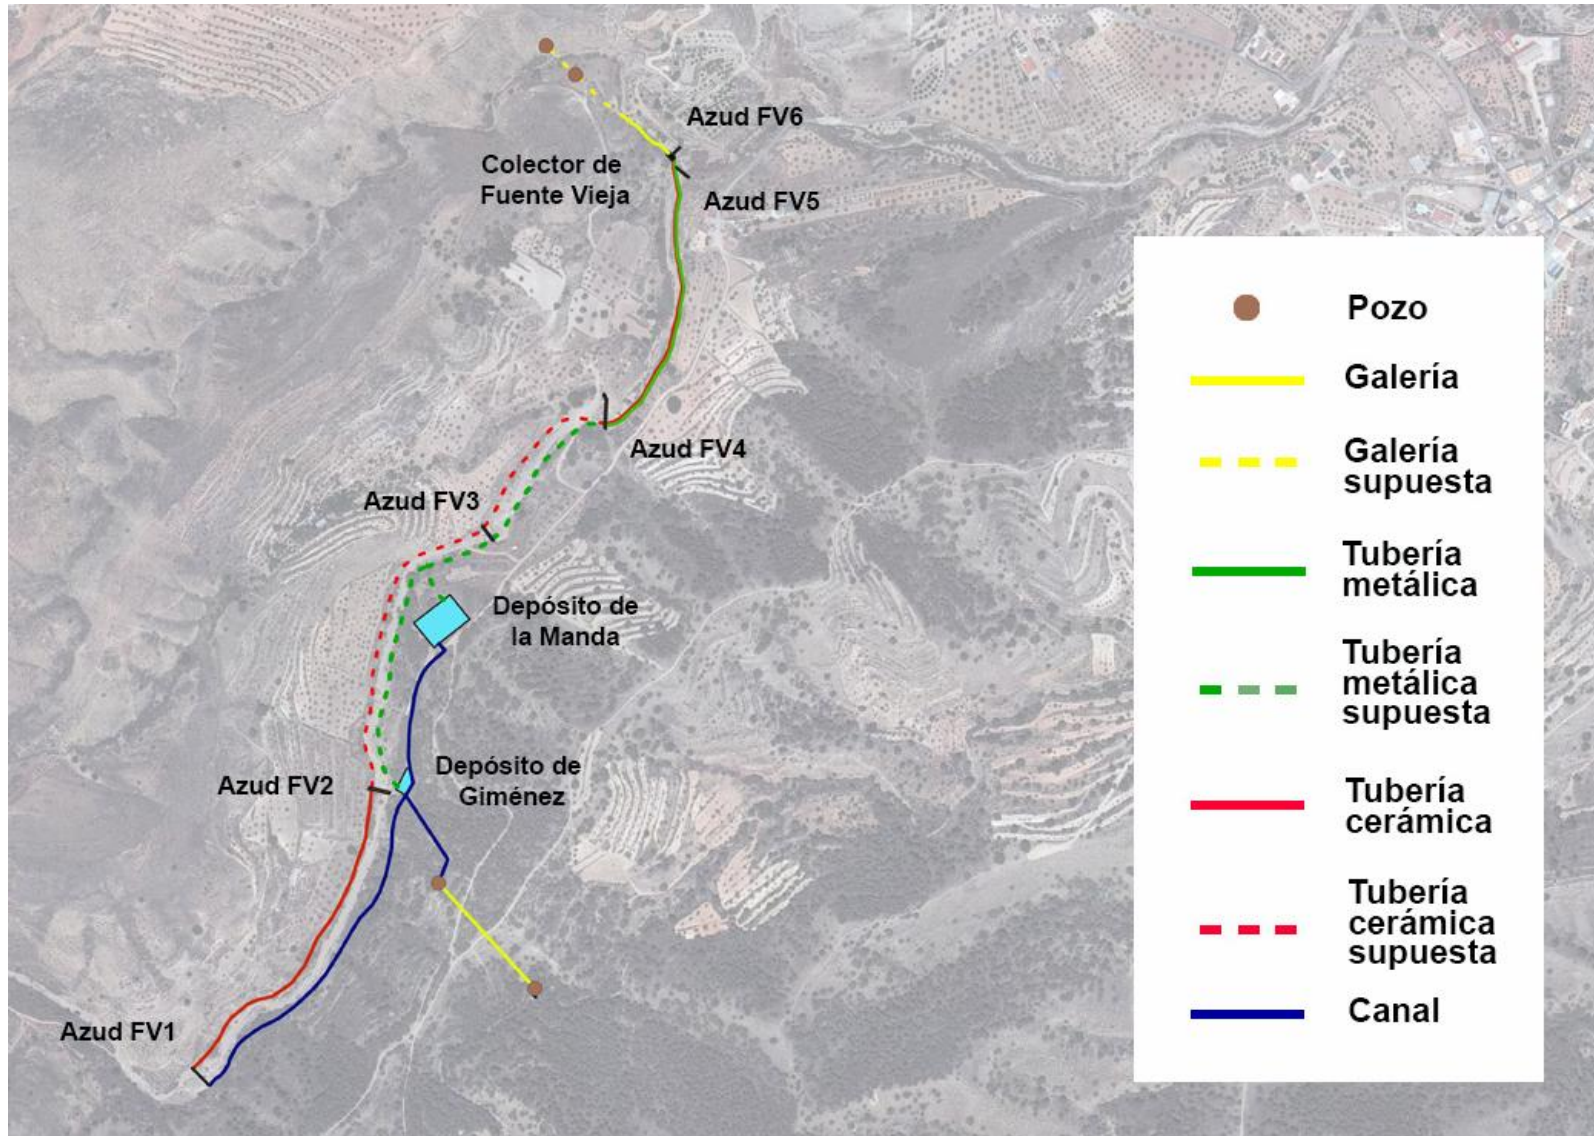 Azud FV6
Colector de
Fuente Vieja
Azud FV5
Azud FV4
Azud FV3
Depósito de
la Manda
Azud FV2
Depósito de
Giménez
Azud FV1
Pozo
Galería
Galería
supuesta
Tubería
metálica
Tubería
metálica
supuesta
Tubería
cerámica
Tubería
cerámica
supuesta
Canal